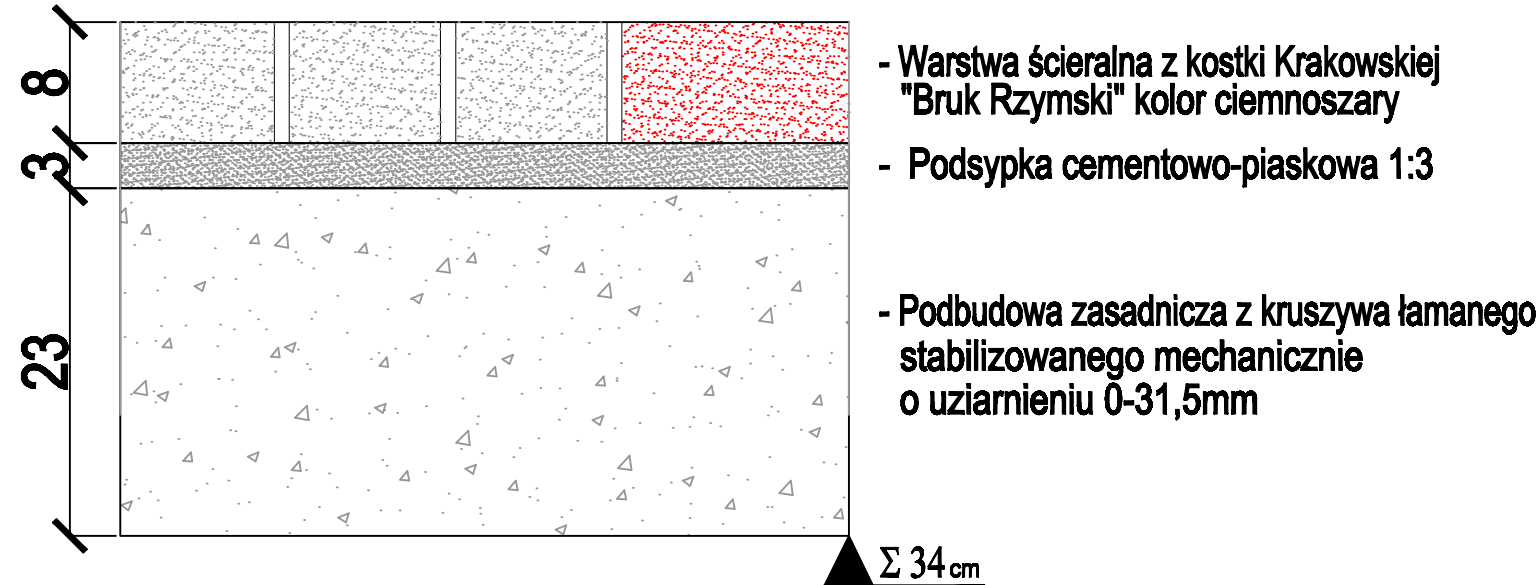 8
- Warstwa ścieralna z kostki Krakowskiej
"Bruk Rzymski" kolor ciemnoszary
3
- Podsypka cementowo-piaskowa 1:3
23
- Podbudowa zasadnicza z kruszywa łamanego
stabilizowanego mechanicznie
o uziarnieniu 0-31,5mm
Σ 34 cm